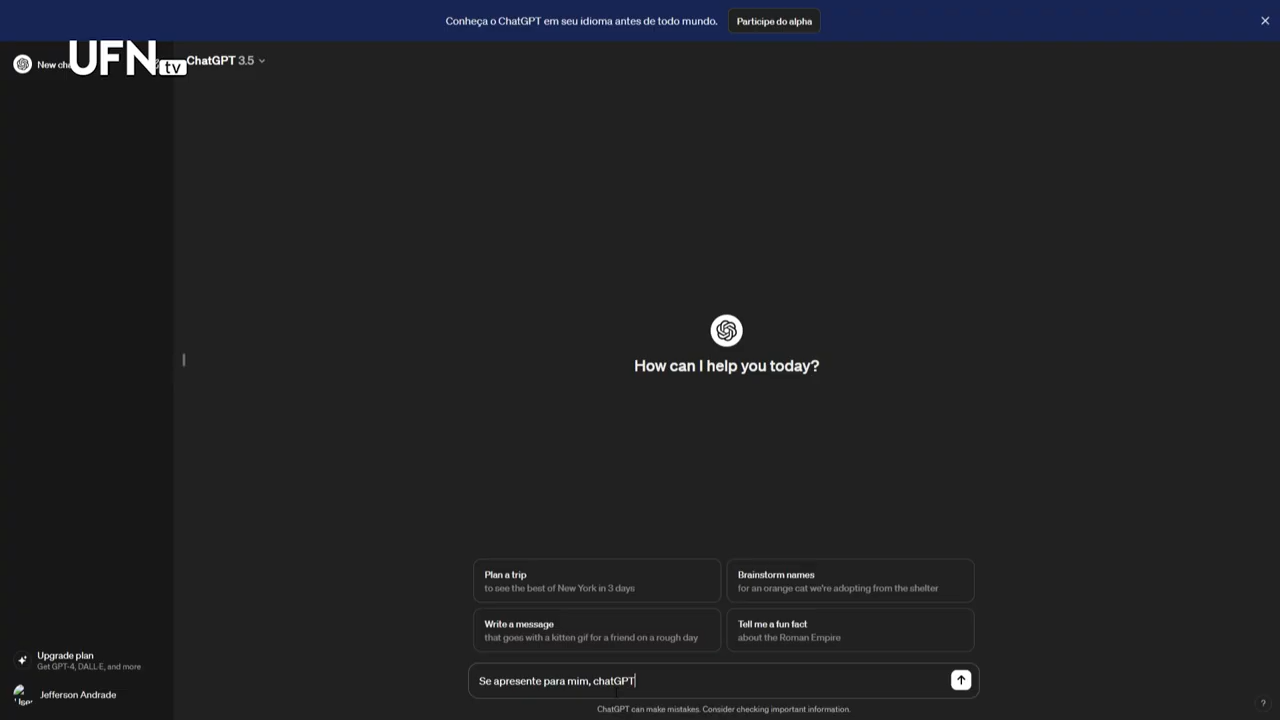 Conheça o ChatGPT em seu idioma antes de todo mundo.
Participe do alpha
UFN tv
New
ChatGPT 3.5
How can I help you today?
Plan a trip
to see the best of New York in 3 days
Brainstorm names
for an orange cat we're adopting from the shelter
Write a message
that goes with a kitten gif for a friend on a rough day
Tell me a fun fact
about the Roman Empire
Upgrade plan
Get GPT-4, DALL·E, and more
Jefferson Andrade
Se apresente para mim, chatGPT
ChatGPT can make mistakes. Consider checking important information.
?